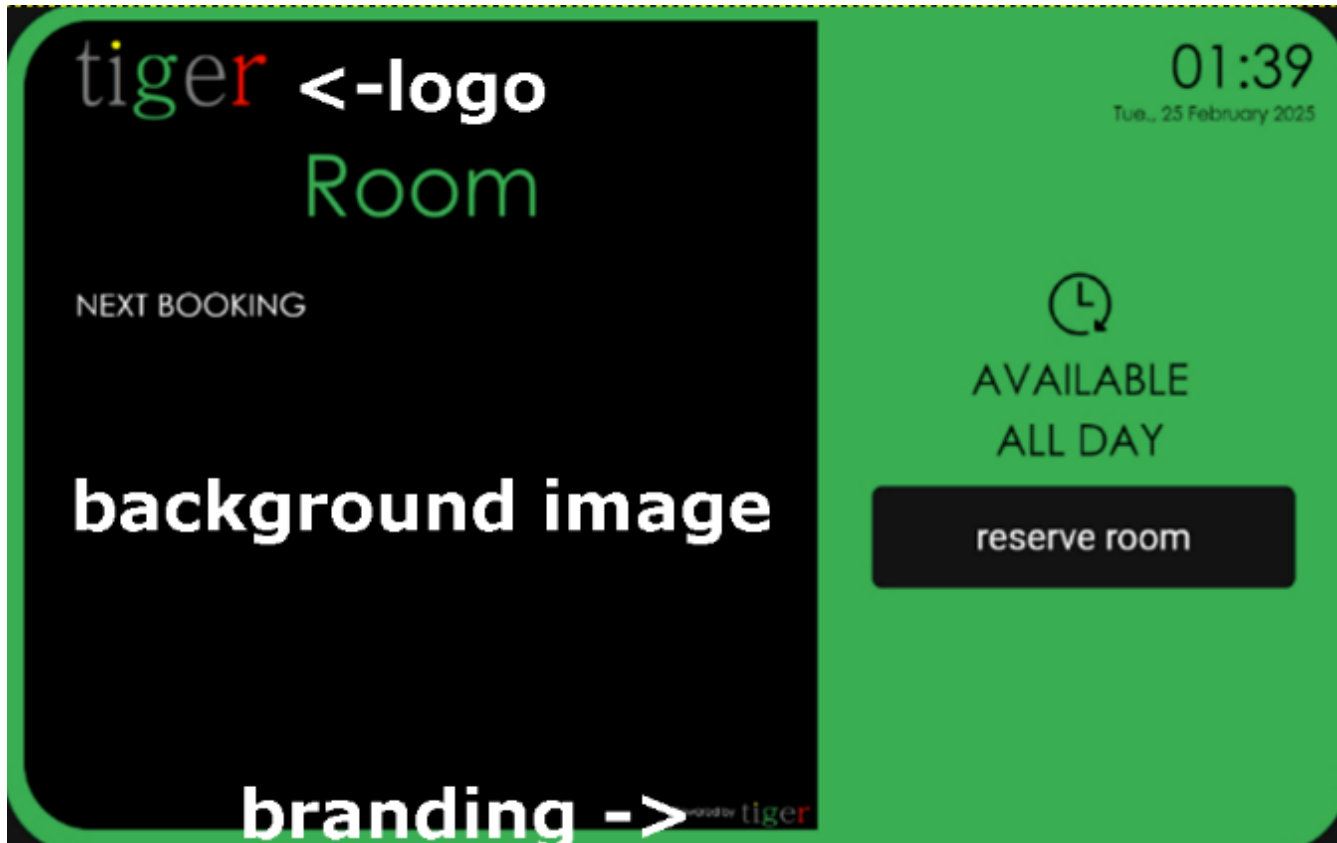 tiger <-logo
01:39
Tue., 25 February 2025
Room
NEXT BOOKING
AVAILABLE
ALL DAY
background image
reserve room
branding -> tiger